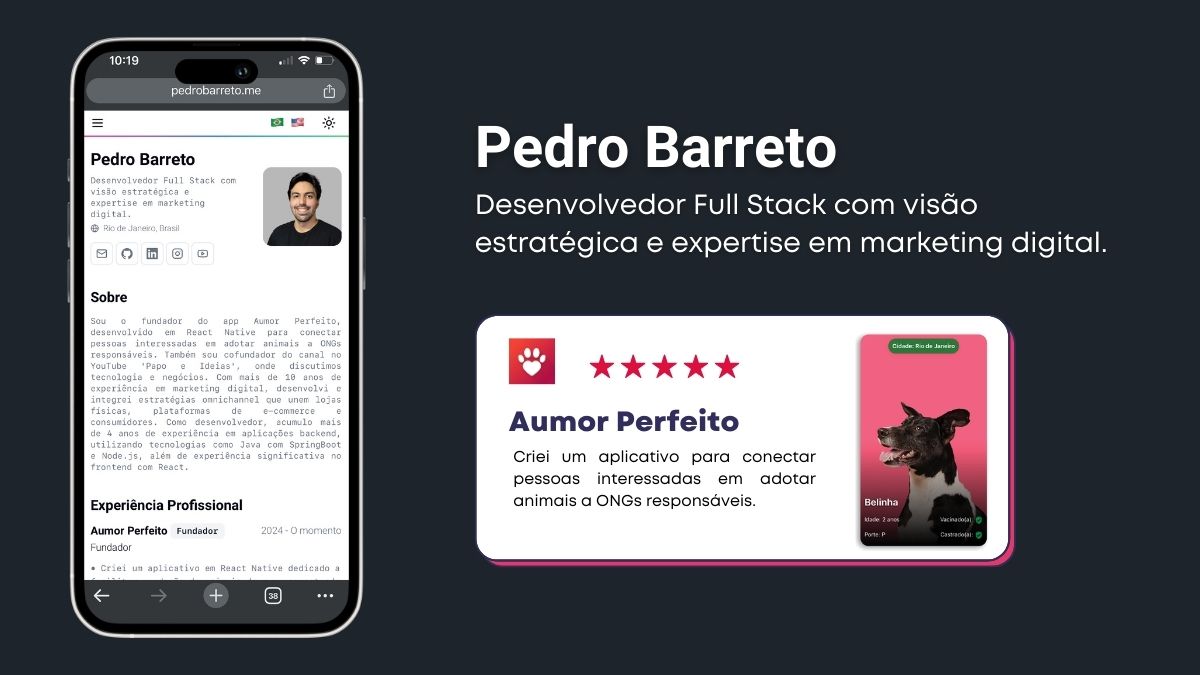 10:19
pedrobarreto.me
Pedro Barreto
Desenvolvedor Full Stack com
visão estratégica e
expertise em marketing
digital.
Rio de Janeiro, Brasil
Sobre
Sou o fundador do app Aumor Perfeito,
desenvolvido em React Native para conectar
pessoas interessadas em adotar animais a ONGs
responsáveis. Também sou cofundador do canal no
YouTube 'Papo e Ideias', onde discutimos
tecnologia e negócios. Com mais de 10 anos de
experiência em marketing digital, desenvolvi e
integrei estratégias omnichannel que unem lojas
físicas, plataformas de e-commerce e
consumidores. Como desenvolvedor, acumulo mais
de 4 anos de experiência em aplicações backend,
utilizando tecnologias como Java com SpringBoot
e Node.js, além de experiência significativa no
frontend com React.
Experiência Profissional
Aumor Perfeito Fundador 2024 - O momento
Fundador
• Criei um aplicativo em React Native dedicado a
38
Pedro Barreto
Desenvolvedor Full Stack com visão
estratégica e expertise em marketing digital.
Aumor Perfeito
Criei um aplicativo para conectar
pessoas interessadas em adotar
animais a ONGs responsáveis.
Cidade: Rio de Janeiro
Belinha
Idade: 2 anos Vacinado(a):
Porte: P Castrado(a):